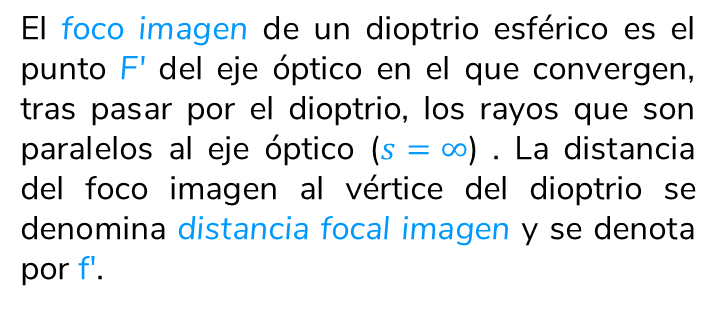 El foco imagen de un dioptrio esférico es el
punto F' del eje óptico en el que convergen,
tras pasar por el dioptrio, los rayos que son
paralelos al eje óptico (s = ∞) . La distancia
del foco imagen al vértice del dioptrio se
denomina distancia focal imagen y se denota
por f'.